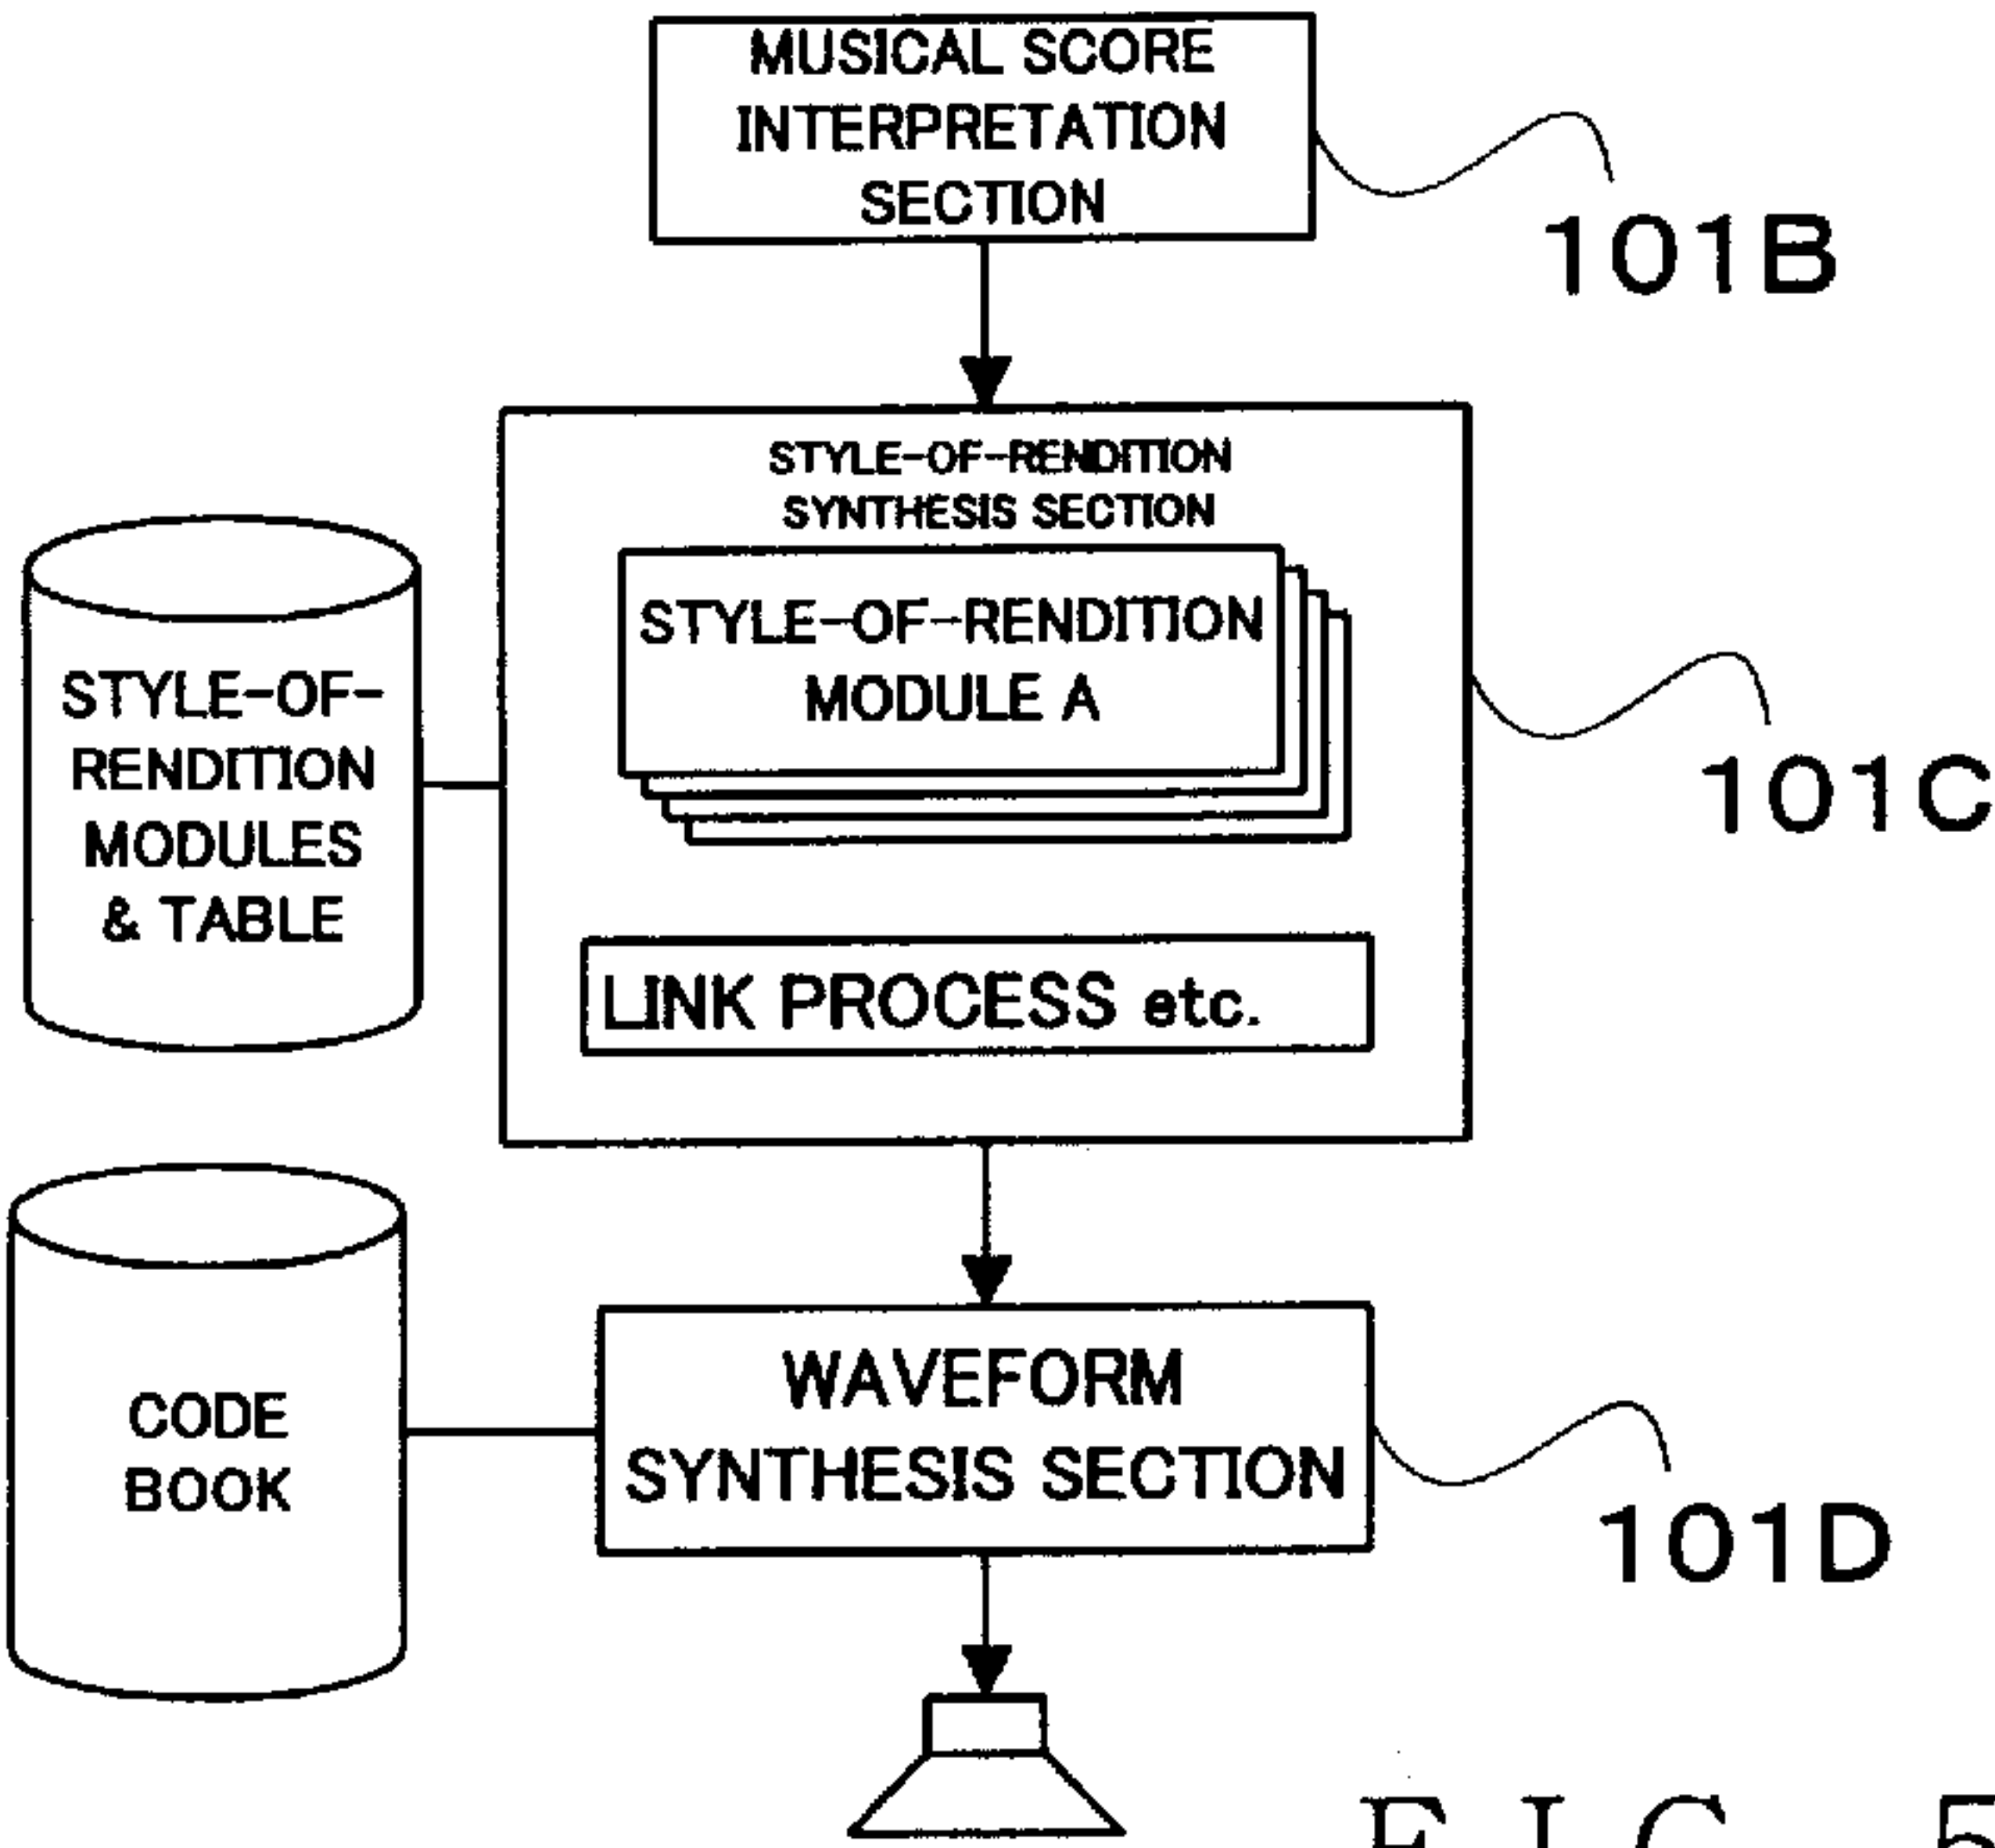 MUSICAL SCORE
INTERPRETATION
SECTION
101B
STYLE-OF-RENDITION
SYNTHESIS SECTION
STYLE-OF-RENDITION
MODULE A
101C
STYLE-OF-
RENDITION
MODULES
& TABLE
LINK PROCESS etc.
CODE
BOOK
WAVEFORM
SYNTHESIS SECTION
101D